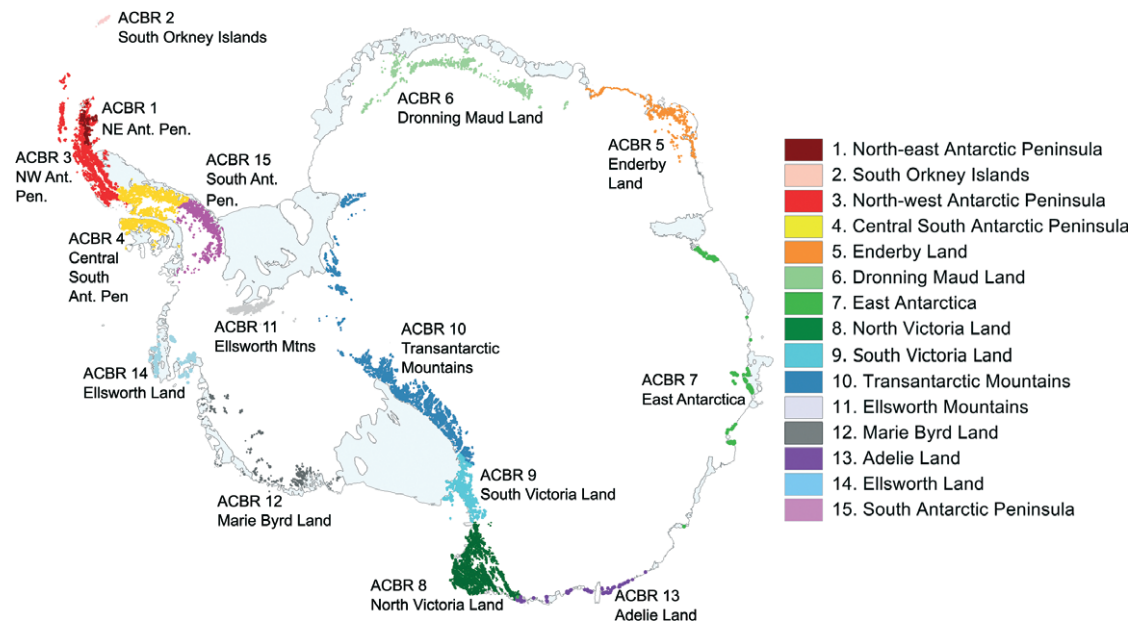 ACBR 2
South Orkney Islands
ACBR 1
NE Ant. Pen.
ACBR 3
NW Ant.
Pen.
ACBR 15
South Ant.
Pen.
ACBR 6
Dronning Maud Land
ACBR 5
Enderby
Land
ACBR 4
Central
South
Ant. Pen
ACBR 11
Ellsworth Mtns
ACBR 10
Transantarctic
Mountains
ACBR 14
Ellsworth Land
ACBR 7
East Antarctica
ACBR 12
Marie Byrd Land
ACBR 9
South Victoria Land
ACBR 8
North Victoria Land
ACBR 13
Adelie Land
1. North-east Antarctic Peninsula
2. South Orkney Islands
3. North-west Antarctic Peninsula
4. Central South Antarctic Peninsula
5. Enderby Land
6. Dronning Maud Land
7. East Antarctica
8. North Victoria Land
9. South Victoria Land
10. Transantarctic Mountains
11. Ellsworth Mountains
12. Marie Byrd Land
13. Adelie Land
14. Ellsworth Land
15. South Antarctic Peninsula